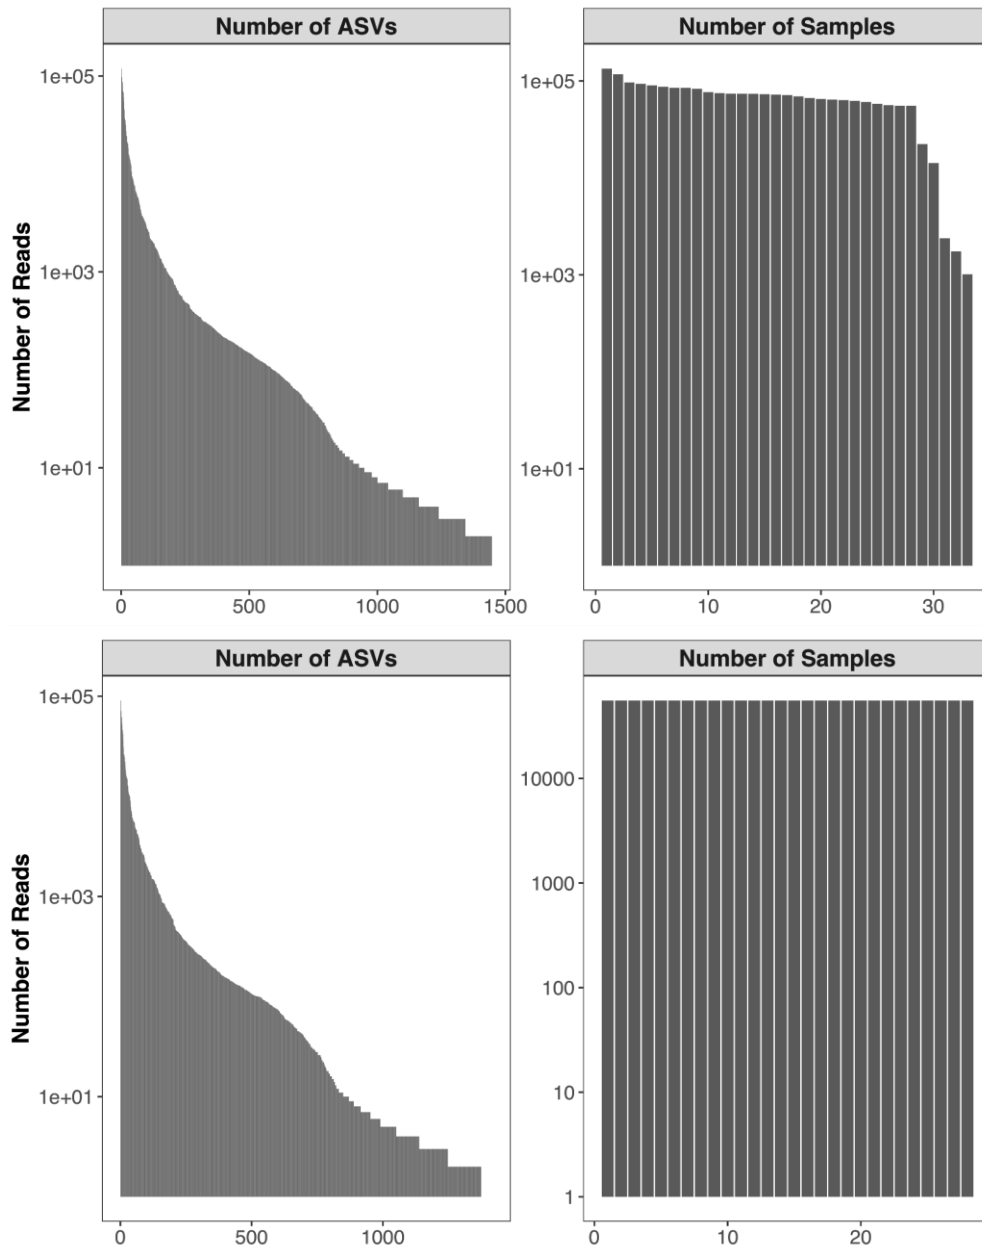 Number of ASVs
Number of Samples
Number of Reads
1e+05
1e+03
1e+01
0 500 1000 1500
1e+05
1e+03
1e+01
0 10 20 30
Number of ASVs
Number of Samples
Number of Reads
1e+05
1e+03
1e+01
0 500 1000
10000
1000
100
10
1
0 10 20